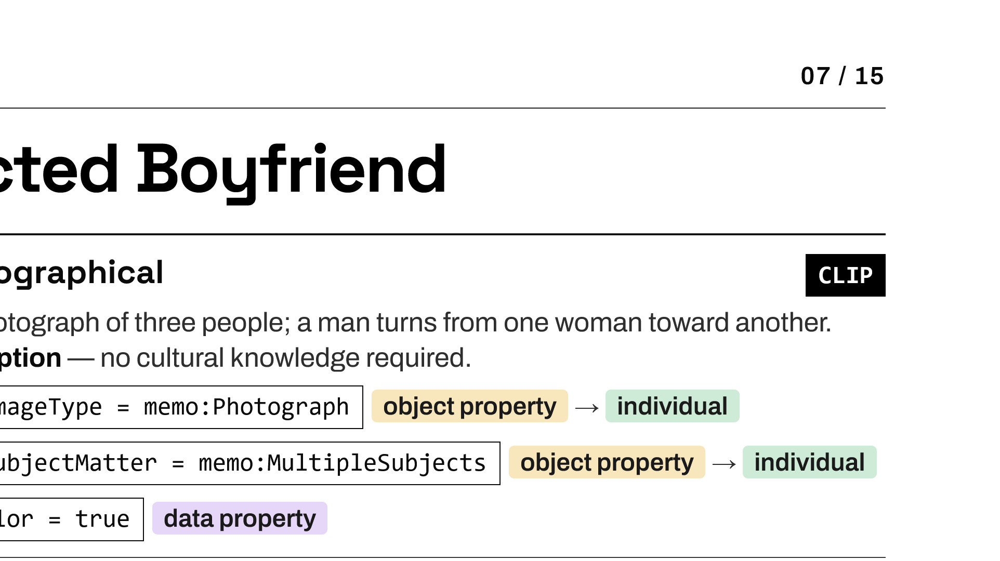 07 / 15
cted Boyfriend
ographical
CLIP
otograph of three people; a man turns from one woman toward another.
ption — no cultural knowledge required.
mageType = memo:Photograph object property → individual
ubjectMatter = memo:MultipleSubjects object property → individual
lor = true data property